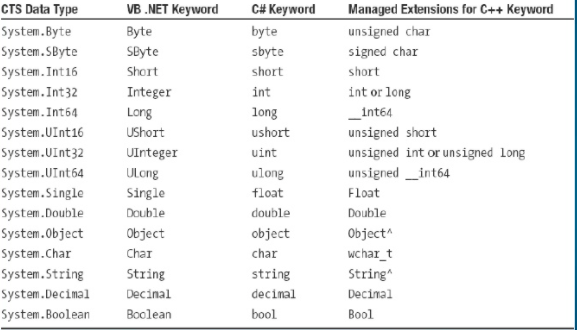 CTS Data Type VB .NET Keyword C# Keyword Managed Extensions for C++ Keyword
System.Byte Byte byte unsigned char
System.SByte SByte sbyte signed char
System.Int16 Short short short
System.Int32 Integer int int or long
System.Int64 Long long __int64
System.UInt16 UShort ushort unsigned short
System.UInt32 UInteger uint unsigned int or unsigned long
System.UInt64 ULong ulong unsigned __int64
System.Single Single float Float
System.Double Double double Double
System.Object Object object Object^
System.Char Char char wchar_t
System.String String string String^
System.Decimal Decimal decimal Decimal
System.Boolean Boolean bool Bool